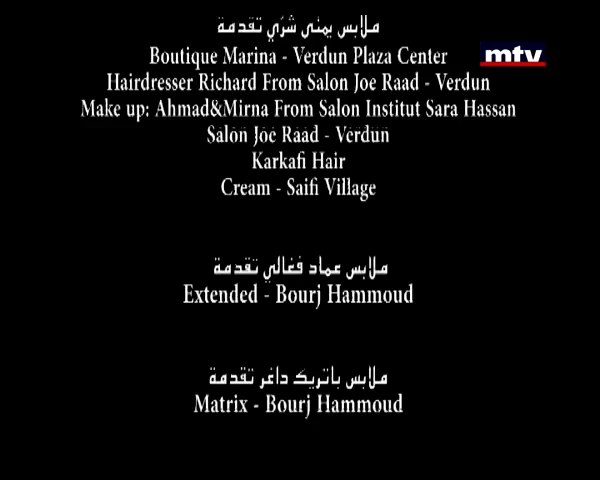 ملابس يمنى شرّي تقدمة
Boutique Marina - Verdun Plaza Center
mtv
Hairdresser Richard From Salon Joe Raad - Verdun
Make up: Ahmad&Mirna From Salon Institut Sara Hassan
Salon Joe Raad - Verdun
Karkafi Hair
Cream - Saifi Village
ملابس عماد فغالي تقدمة
Extended - Bourj Hammoud
ملابس باتريك داغر تقدمة
Matrix - Bourj Hammoud